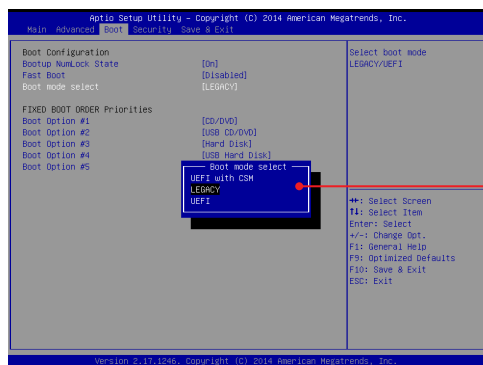 Aptio Setup Utility – Copyright (C) 2014 American Megatrends, Inc.
Main Advanced Boot Security Save & Exit
Boot Configuration
Bootup NumLock State [On]
Fast Boot [Disabled]
Boot mode select [LEGACY]
FIXED BOOT ORDER Priorities
Boot Option #1 [CD/DVD]
Boot Option #2 [USB CD/DVD]
Boot Option #3 [Hard Disk]
Boot Option #4 [USB Hard Disk]
Boot Option #5
Boot mode select
UEFI with CSM
LEGACY
UEFI
Select boot mode
LEGACY/UEFI
→←: Select Screen
↑↓: Select Item
Enter: Select
+/-: Change Opt.
F1: General Help
F9: Optimized Defaults
F10: Save & Exit
ESC: Exit
Version 2.17.1246. Copyright (C) 2014 American Megatrends, Inc.